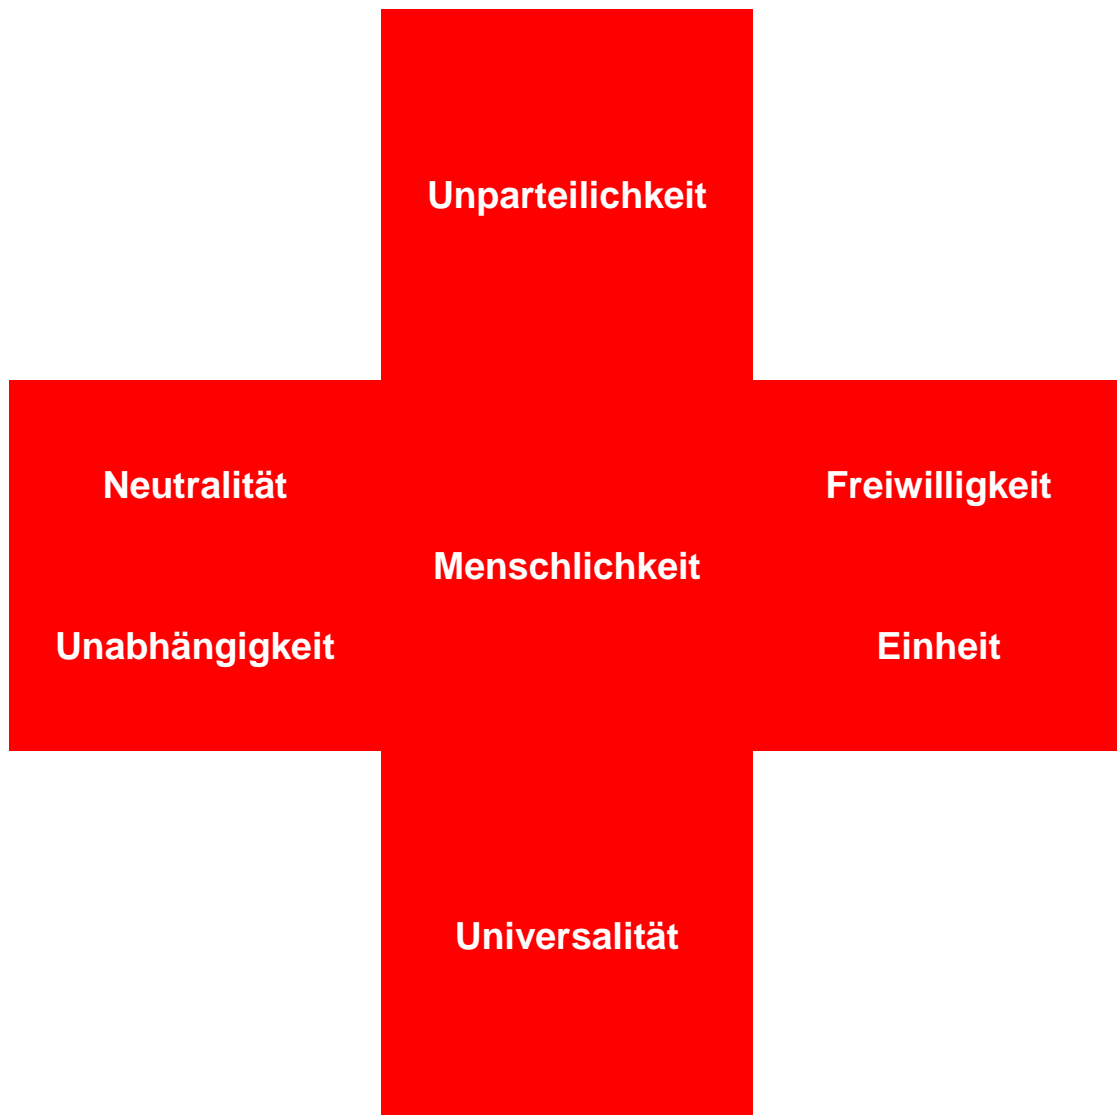 Unparteilichkeit
Neutralität
Freiwilligkeit
Menschlichkeit
Unabhängigkeit
Einheit
Universalität